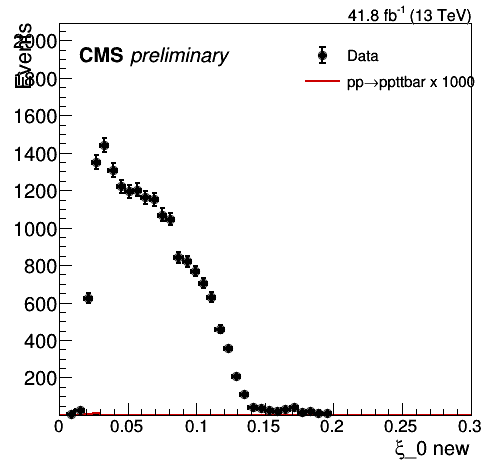 41.8 fb⁻¹ (13 TeV)
CMS preliminary
Data
pp→ppttbar x 1000
Events
2000
1800
1600
1400
1200
1000
800
600
400
200
0 0.05 0.1 0.15 0.2 0.25 0.3
ξ_0 new